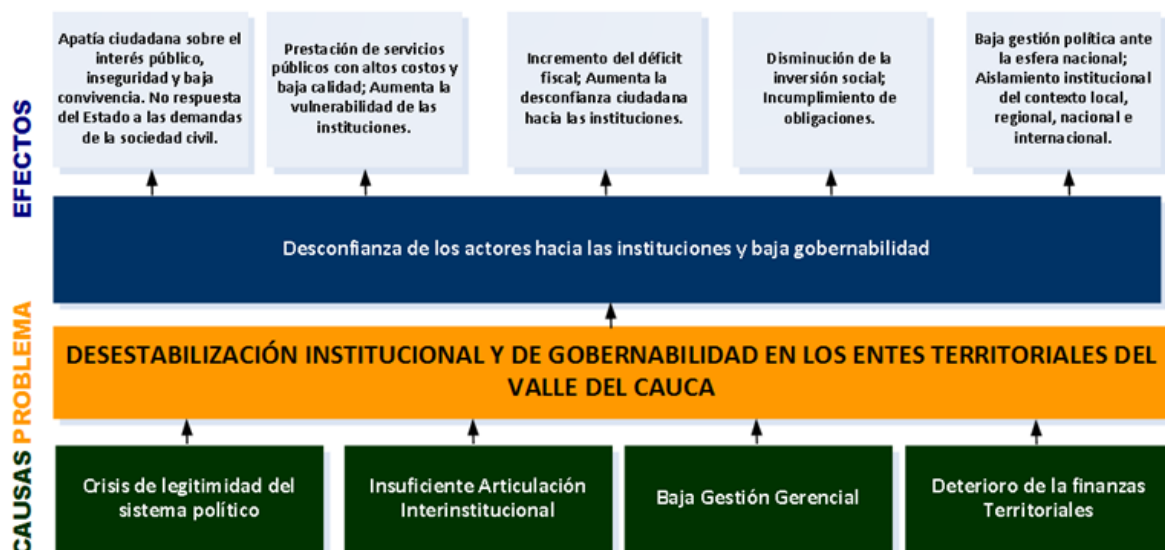 EFECTOS
Apatía ciudadana sobre el
interés público,
inseguridad y baja
convivencia. No respuesta
del Estado a las demandas
de la sociedad civil.
Prestación de servicios
públicos con altos costos y
baja calidad; Aumenta la
vulnerabilidad de las
instituciones.
Incremento del déficit
fiscal; Aumenta la
desconfianza ciudadana
hacia las instituciones.
Disminución de la
inversión social;
Incumplimiento de
obligaciones.
Baja gestión política ante
la esfera nacional;
Aislamiento institucional
del contexto local,
regional, nacional e
internacional.
Desconfianza de los actores hacia las instituciones y baja gobernabilidad
PROBLEMA
DESESTABILIZACIÓN INSTITUCIONAL Y DE GOBERNABILIDAD EN LOS ENTES TERRITORIALES DEL
VALLE DEL CAUCA
CAUSAS
Crisis de legitimidad del
sistema político
Insuficiente Articulación
Interinstitucional
Baja Gestión Gerencial
Deterioro de la finanzas
Territoriales